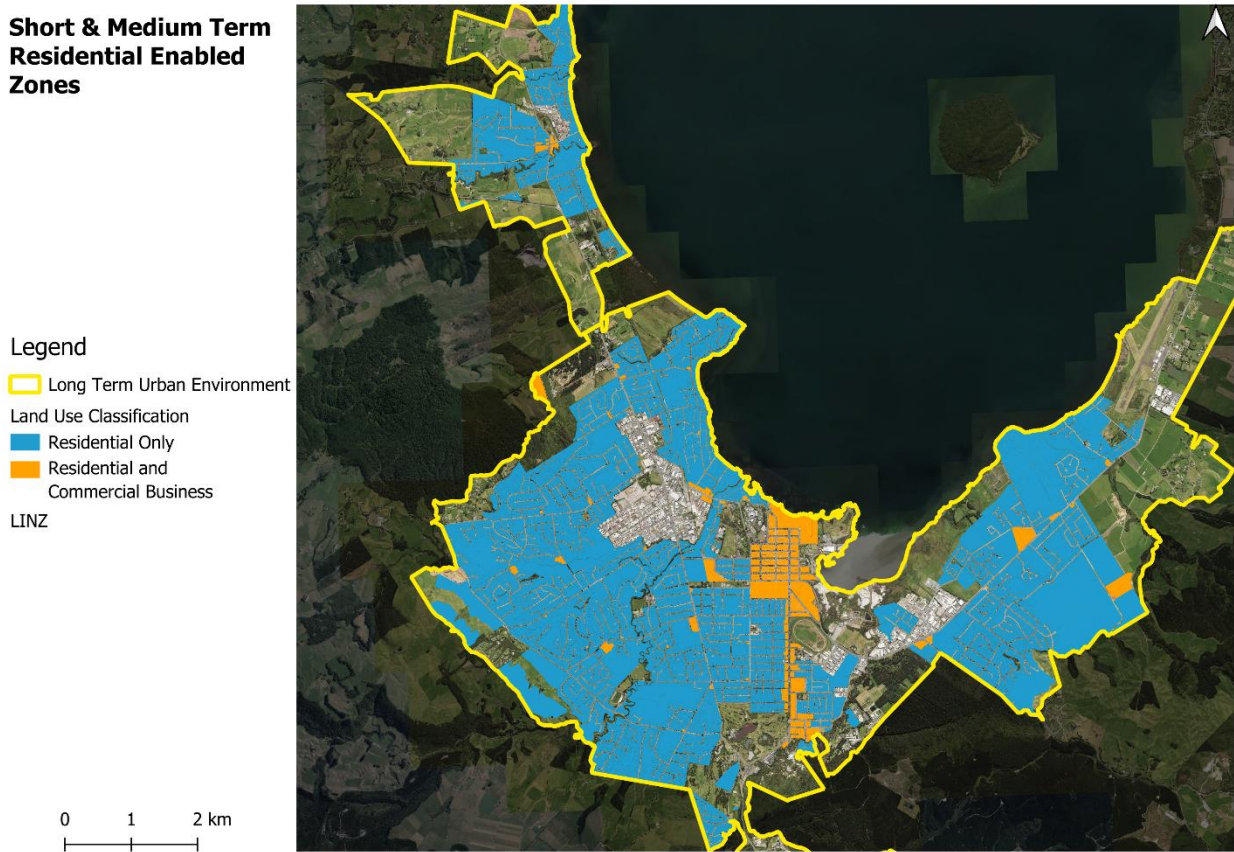 Short & Medium Term
Residential Enabled
Zones
Legend
Long Term Urban Environment
Land Use Classification
Residential Only
Residential and
Commercial Business
LINZ
0 1 2 km